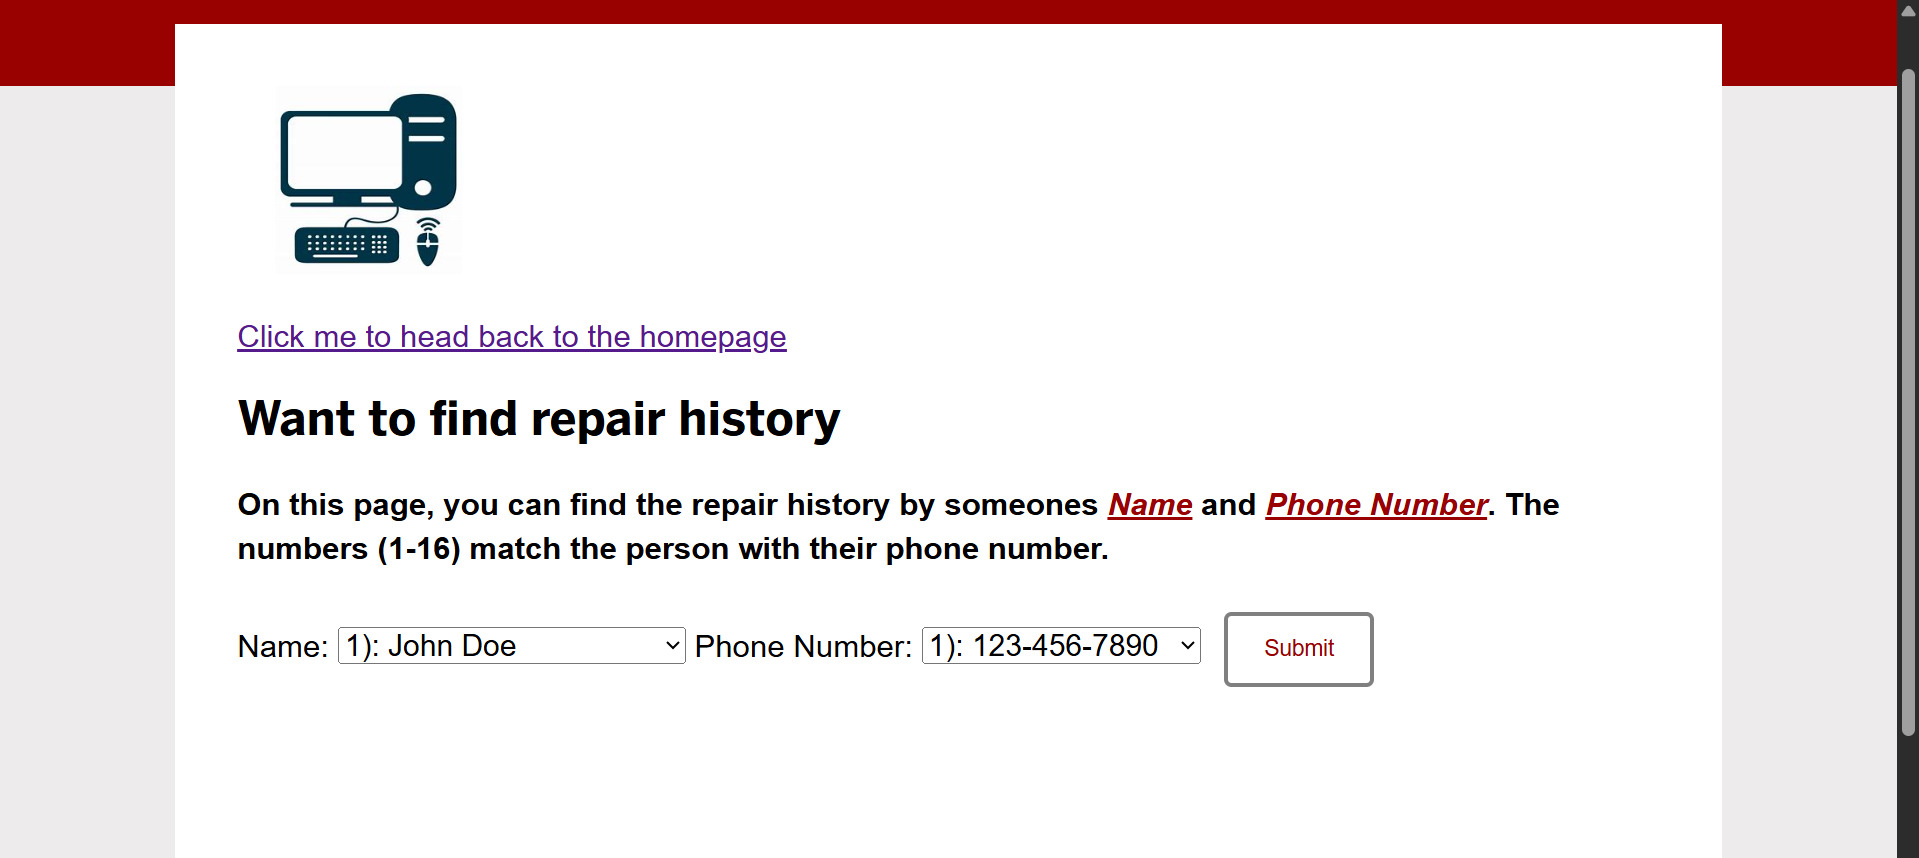 Click me to head back to the homepage
Want to find repair history
On this page, you can find the repair history by someones Name and Phone Number. The
numbers (1-16) match the person with their phone number.
Name: 1): John Doe Phone Number: 1): 123-456-7890 Submit